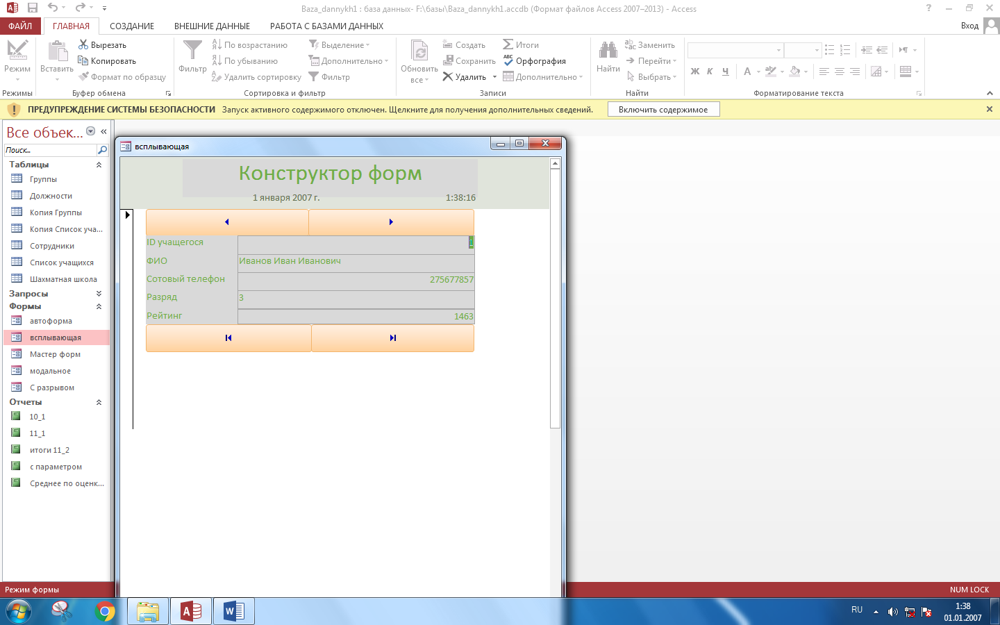 Baza_dannykh1 : база данных- F:\базы\Baza_dannykh1.accdb (Формат файлов Access 2007–2013) - Access
ФАЙЛ ГЛАВНАЯ СОЗДАНИЕ ВНЕШНИЕ ДАННЫЕ РАБОТА С БАЗАМИ ДАННЫХ Вход
Режим
Режимы
Вставить
Вырезать
Копировать
Формат по образцу
Буфер обмена
Фильтр
По возрастанию
По убыванию
Удалить сортировку
Выделение
Дополнительно
Фильтр
Сортировка и фильтр
Обновить
все
Создать
Сохранить
Удалить
Итоги
Орфография
Дополнительно
Записи
Найти
Заменить
Перейти
Выбрать
Найти
Ж К Ч А
Форматирование текста
ПРЕДУПРЕЖДЕНИЕ СИСТЕМЫ БЕЗОПАСНОСТИ Запуск активного содержимого отключен. Щелкните для получения дополнительных сведений. Включить содержимое
Все объек...
Поиск...
Таблицы
Группы
Должности
Копия Группы
Копия Список уча...
Сотрудники
Список учащихся
Шахматная школа
Запросы
Формы
автоформа
всплывающая
Мастер форм
модальное
С разрывом
Отчеты
10_1
11_1
итоги 11_2
с параметром
Среднее по оценк...
всплывающая
Конструктор форм
1 января 2007 г. 1:38:16
ID учащегося
ФИО Иванов Иван Иванович
Сотовый телефон 275677857
Разряд 3
Рейтинг 1463
Режим формы NUM LOCK
RU 1:38
01.01.2007